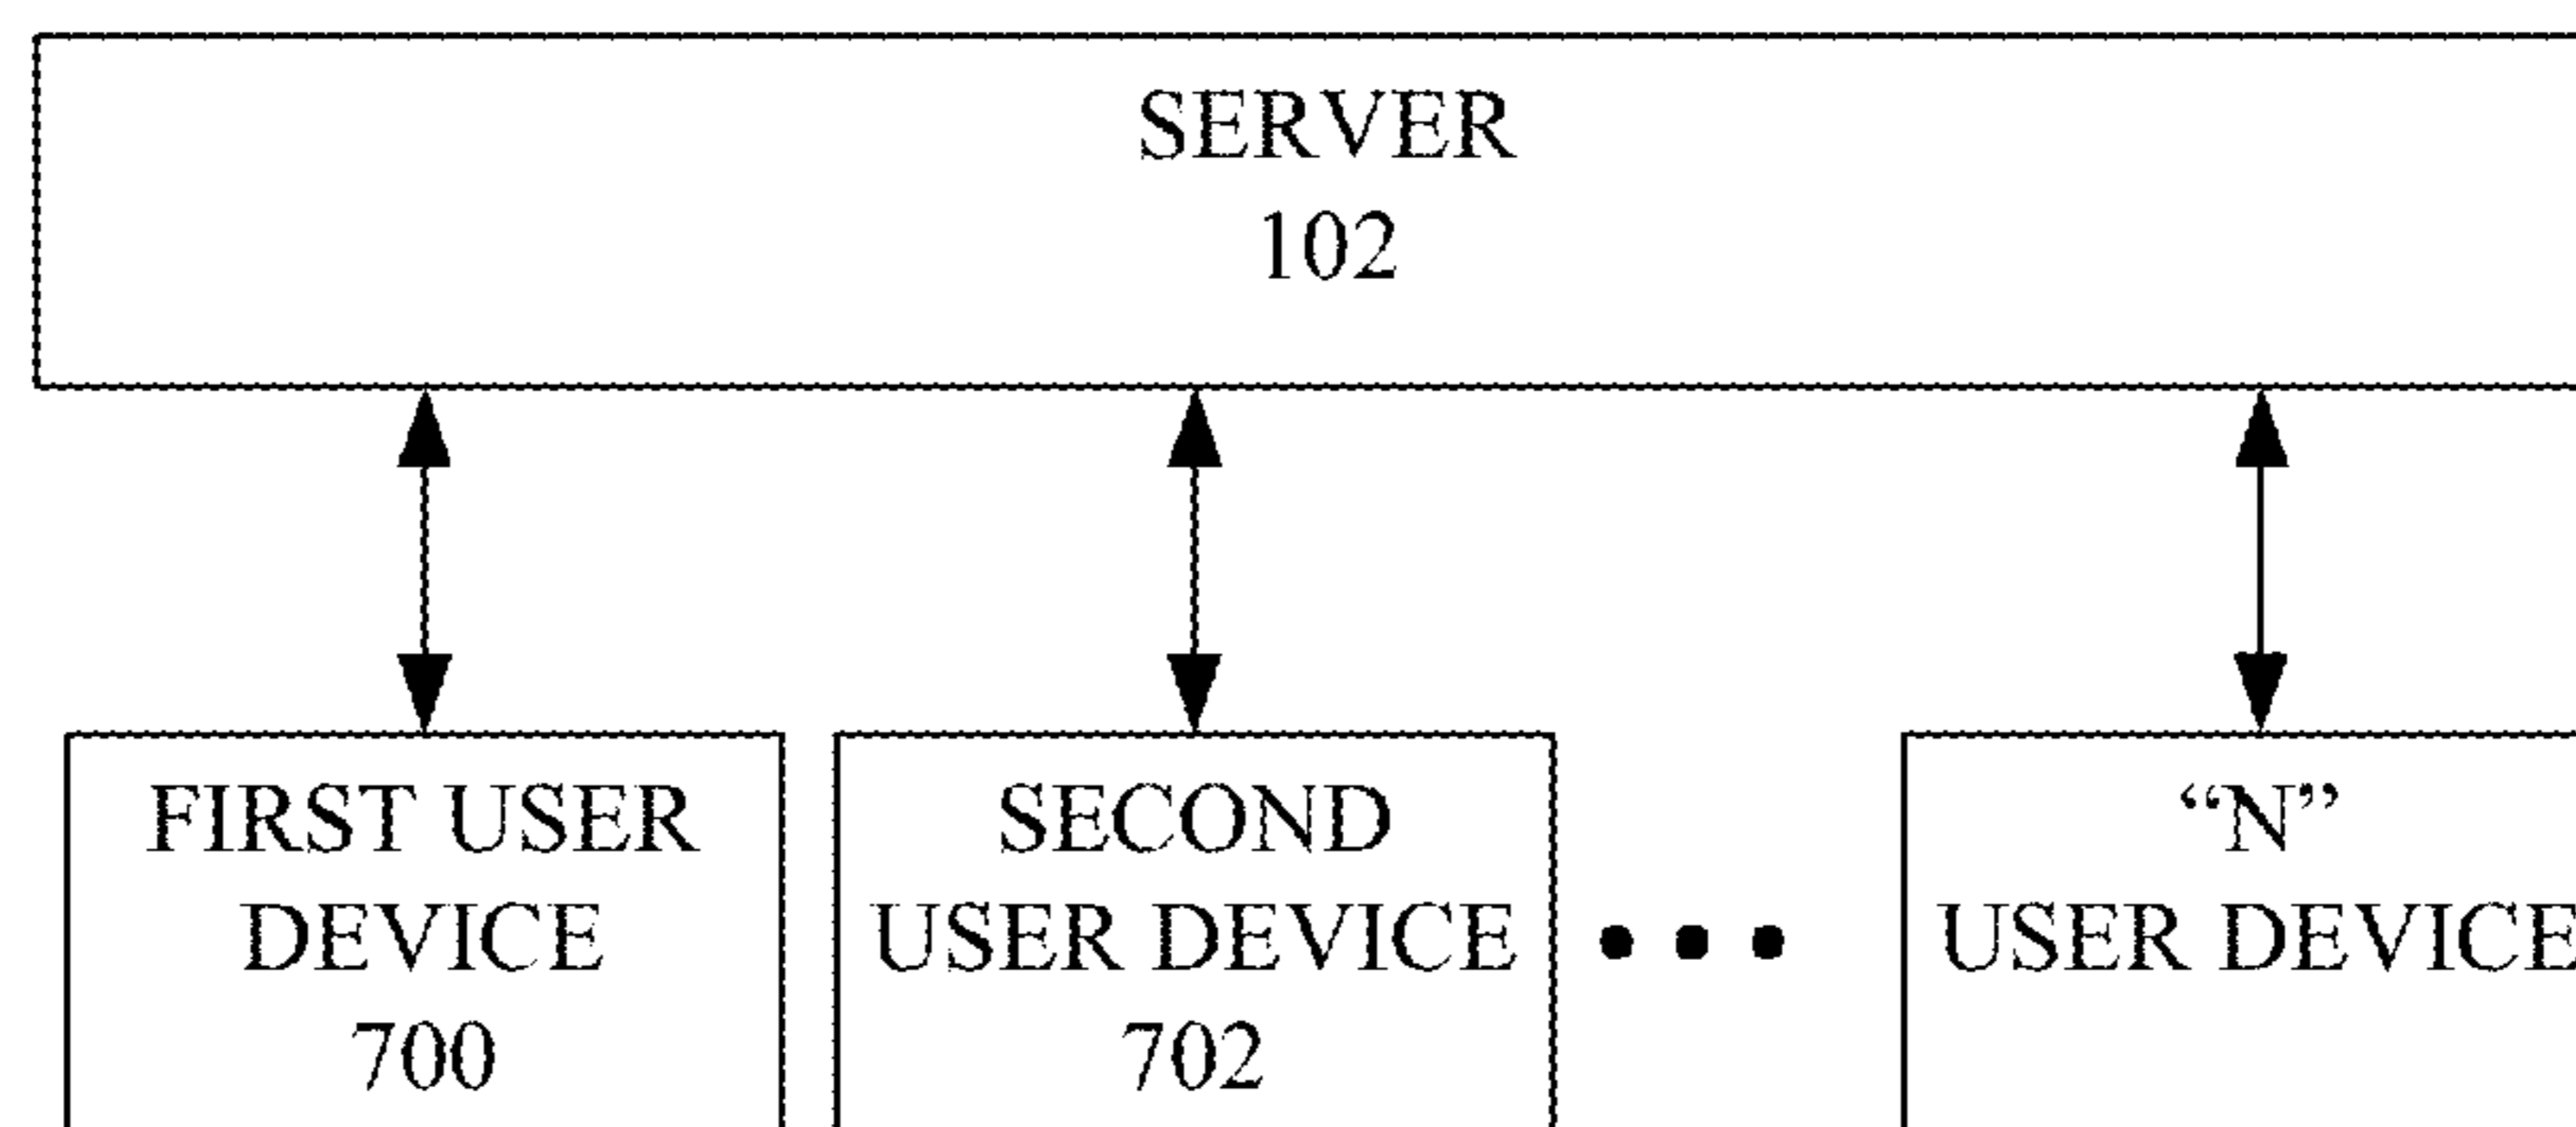 SERVER
102
FIRST USER
DEVICE
700
SECOND
USER DEVICE
702
• • •
“N”
USER DEVICE